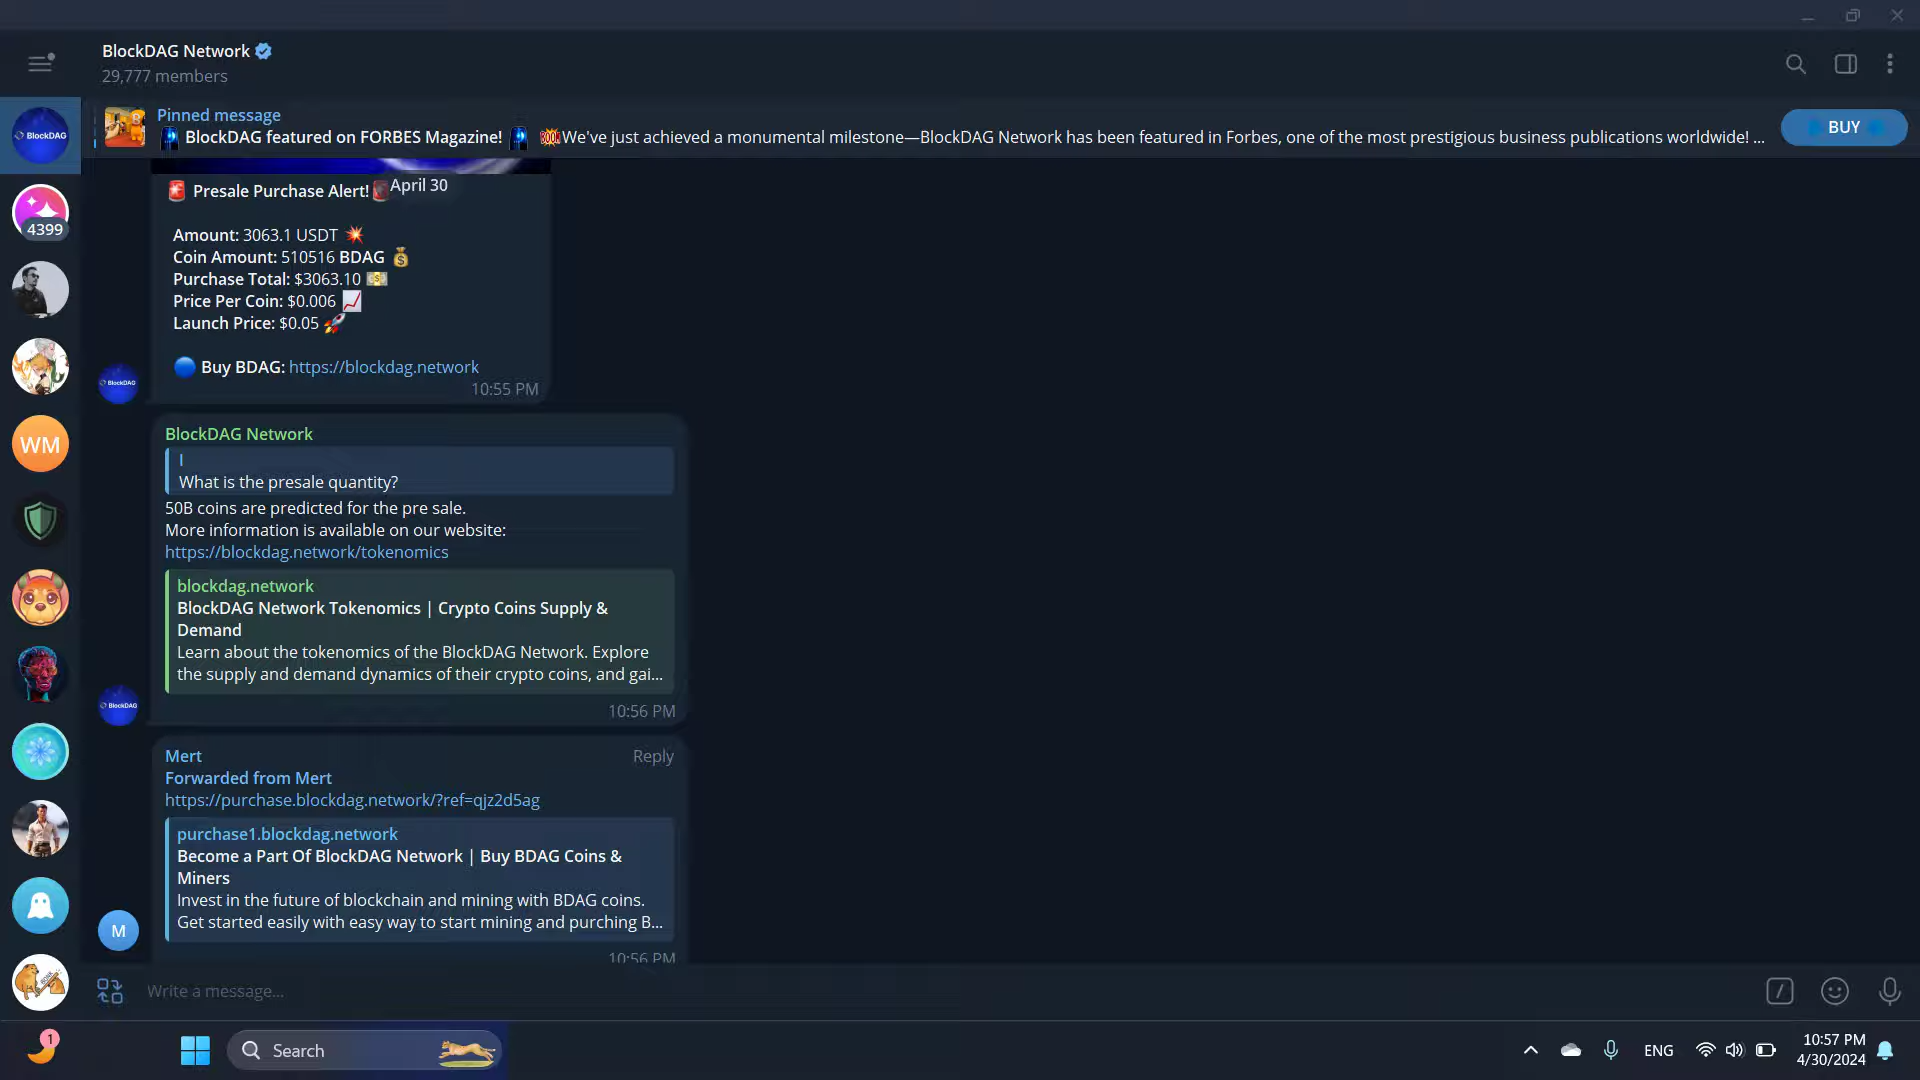 BlockDAG Network
29,777 members
Pinned message
BlockDAG featured on FORBES Magazine! We've just achieved a monumental milestone—BlockDAG Network has been featured in Forbes, one of the most prestigious business publications worldwide! ...
BUY
BlockDAG
4399
WM
April 30
Presale Purchase Alert!
Amount: 3063.1 USDT
Coin Amount: 510516 BDAG
Purchase Total: $3063.10
Price Per Coin: $0.006
Launch Price: $0.05
Buy BDAG: https://blockdag.network
10:55 PM
BlockDAG
BlockDAG Network
I
What is the presale quantity?
50B coins are predicted for the pre sale.
More information is available on our website:
https://blockdag.network/tokenomics
blockdag.network
BlockDAG Network Tokenomics | Crypto Coins Supply &
Demand
Learn about the tokenomics of the BlockDAG Network. Explore
the supply and demand dynamics of their crypto coins, and gai...
10:56 PM
BlockDAG
Mert
Reply
Forwarded from Mert
https://purchase.blockdag.network/?ref=qjz2d5ag
purchase1.blockdag.network
Become a Part Of BlockDAG Network | Buy BDAG Coins &
Miners
Invest in the future of blockchain and mining with BDAG coins.
Get started easily with easy way to start mining and purching B...
M
10:56 PM
Write a message...
1
Search
ENG
10:57 PM
4/30/2024